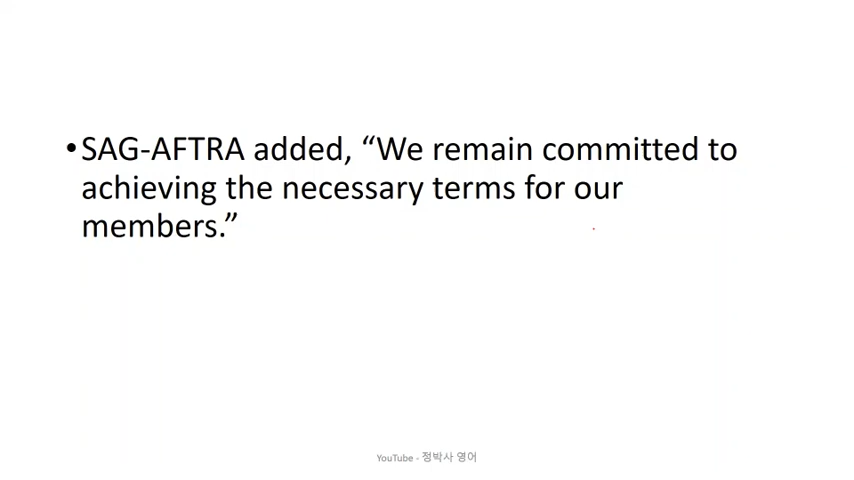 •SAG-AFTRA added, “We remain committed to
achieving the necessary terms for our
members.”
YouTube - 정박사 영어